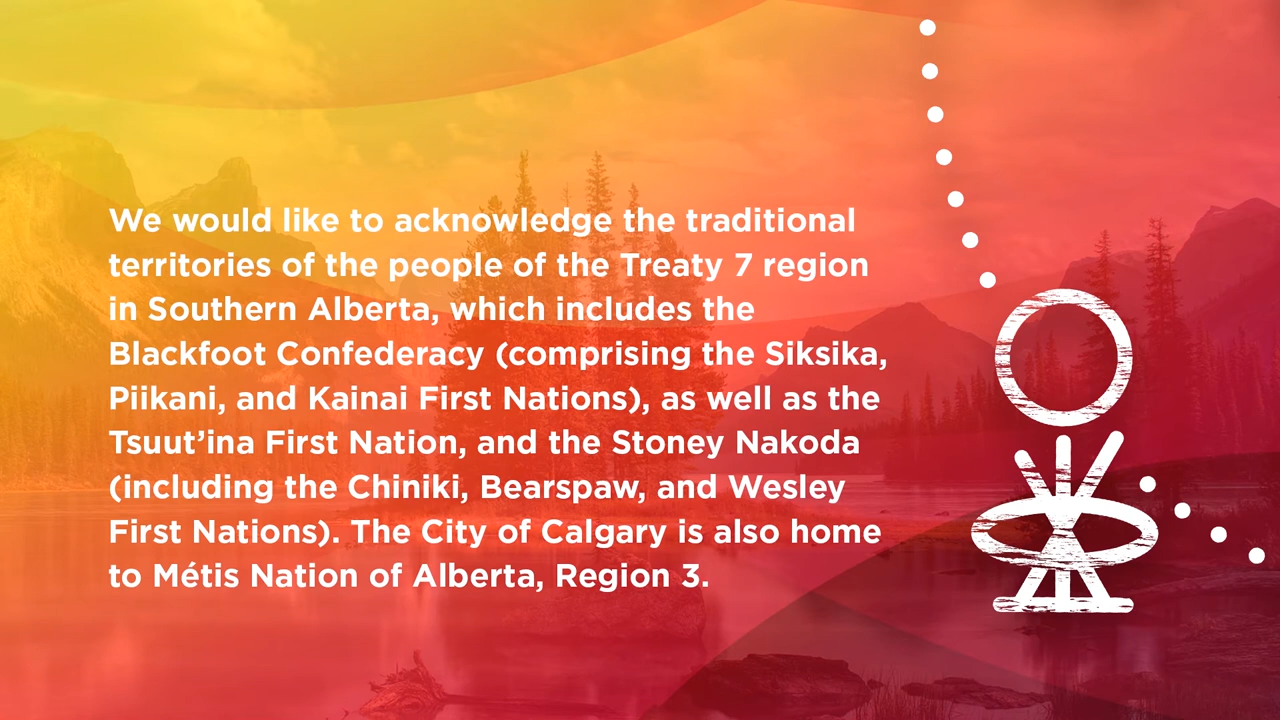 We would like to acknowledge the traditional
territories of the people of the Treaty 7 region
in Southern Alberta, which includes the
Blackfoot Confederacy (comprising the Siksika,
Piikani, and Kainai First Nations), as well as the
Tsuut’ina First Nation, and the Stoney Nakoda
(including the Chiniki, Bearspaw, and Wesley
First Nations). The City of Calgary is also home
to Métis Nation of Alberta, Region 3.